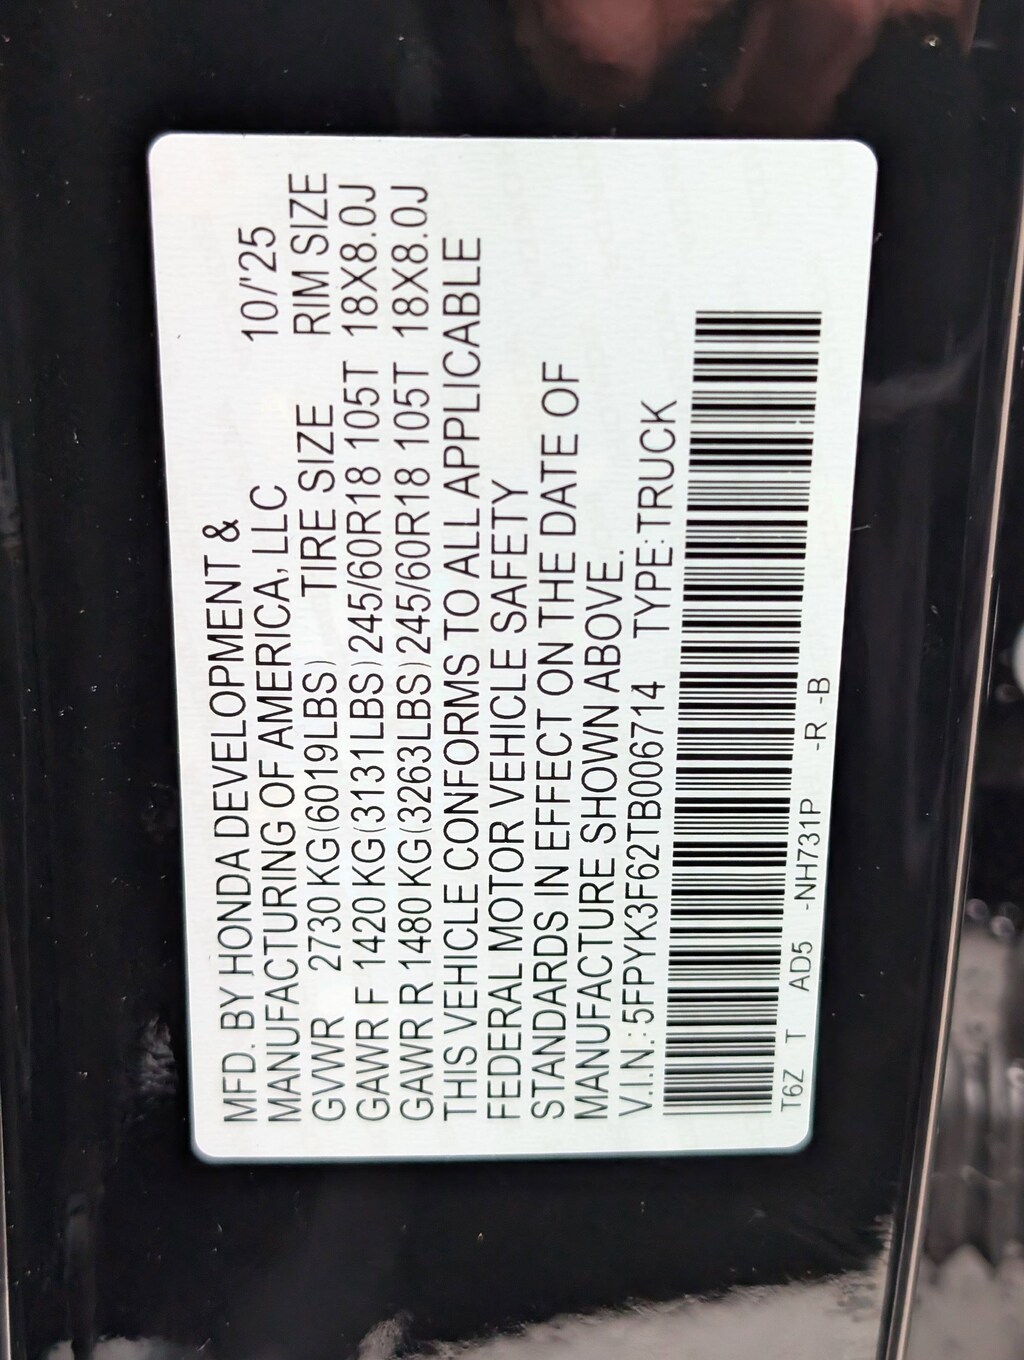 MFD. BY HONDA DEVELOPMENT &
MANUFACTURING OF AMERICA, LLC 10/'25
GVWR 2730 KG(6019LBS) TIRE SIZE RIM SIZE
GAWR F 1420 KG(3131LBS) 245/60R18 105T 18X8.0J
GAWR R 1480 KG(3263LBS) 245/60R18 105T 18X8.0J
THIS VEHICLE CONFORMS TO ALL APPLICABLE
FEDERAL MOTOR VEHICLE SAFETY
STANDARDS IN EFFECT ON THE DATE OF
MANUFACTURE SHOWN ABOVE.
V.I.N.: 5FPYK3F62TB006714 TYPE:TRUCK
T6Z T AD5 -NH731P -R -B